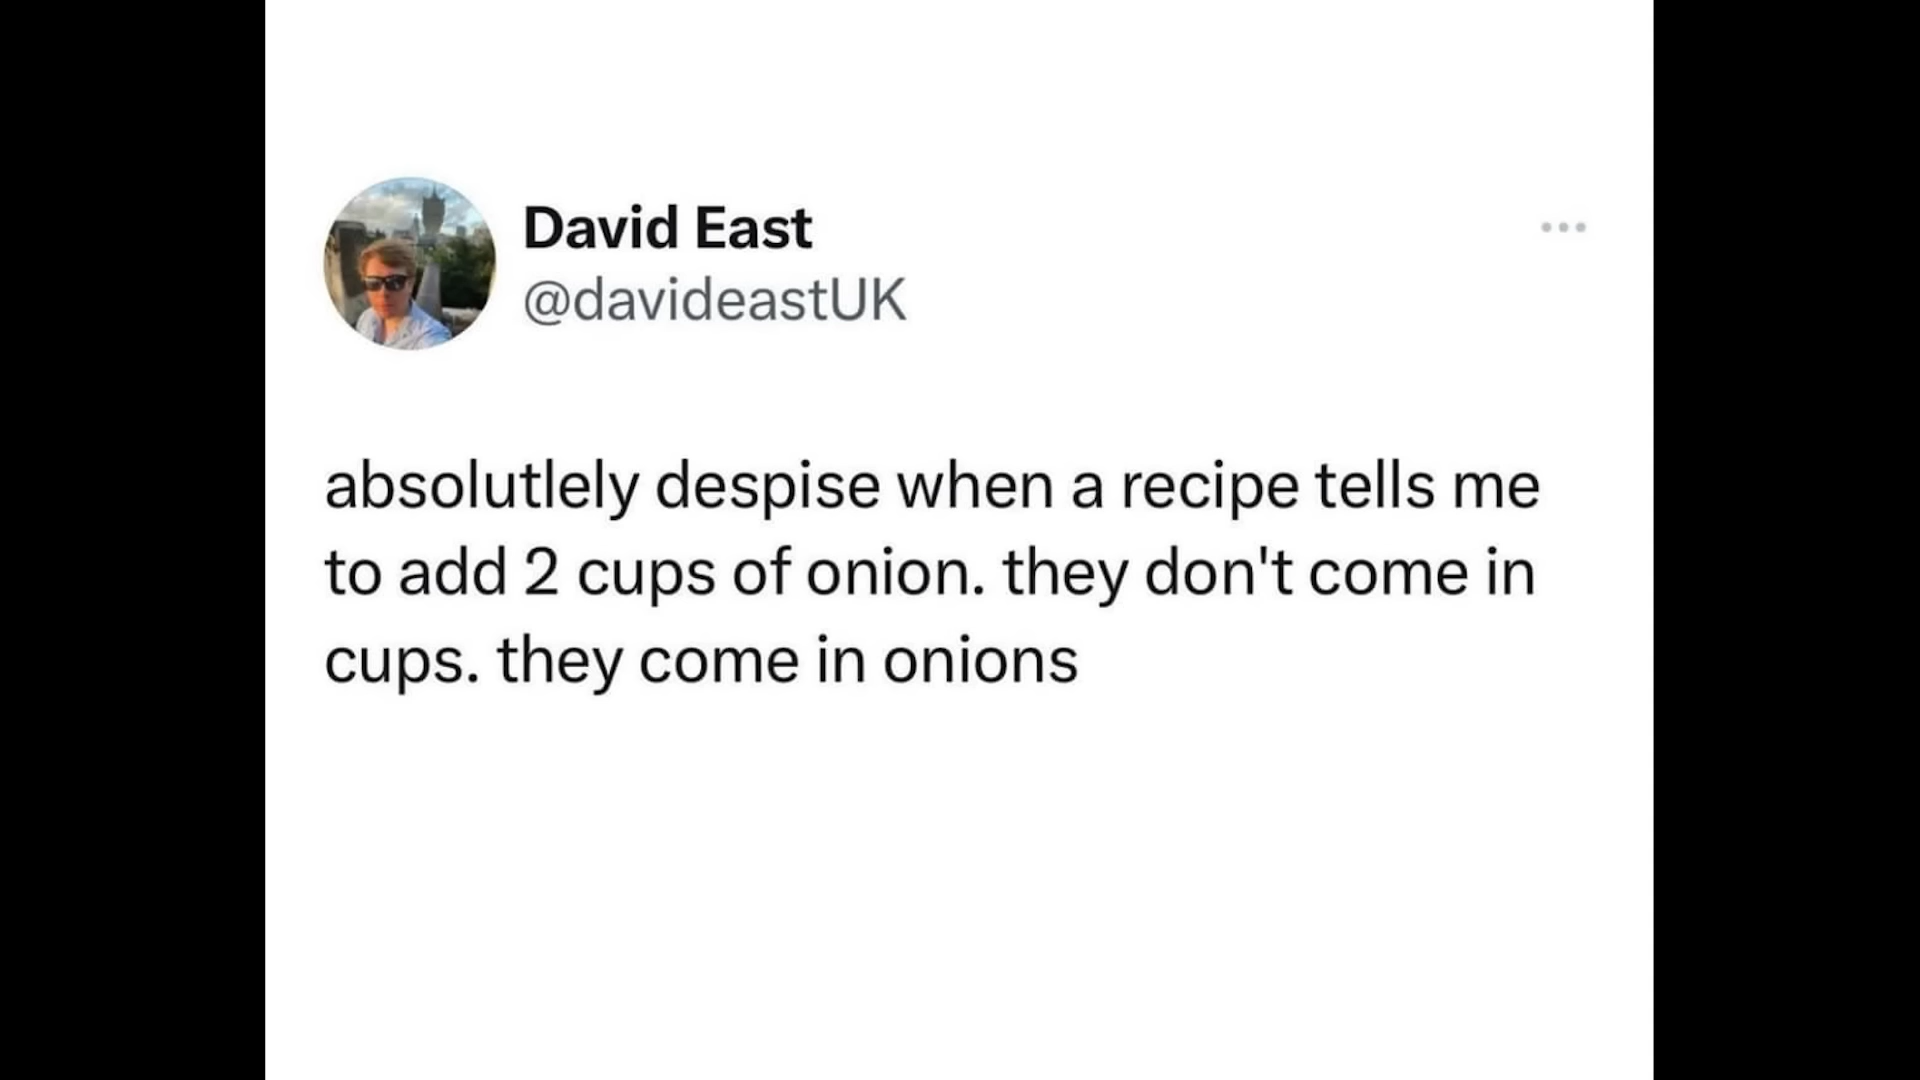 David East
@davideastUK
absolutlely despise when a recipe tells me
to add 2 cups of onion. they don't come in
cups. they come in onions